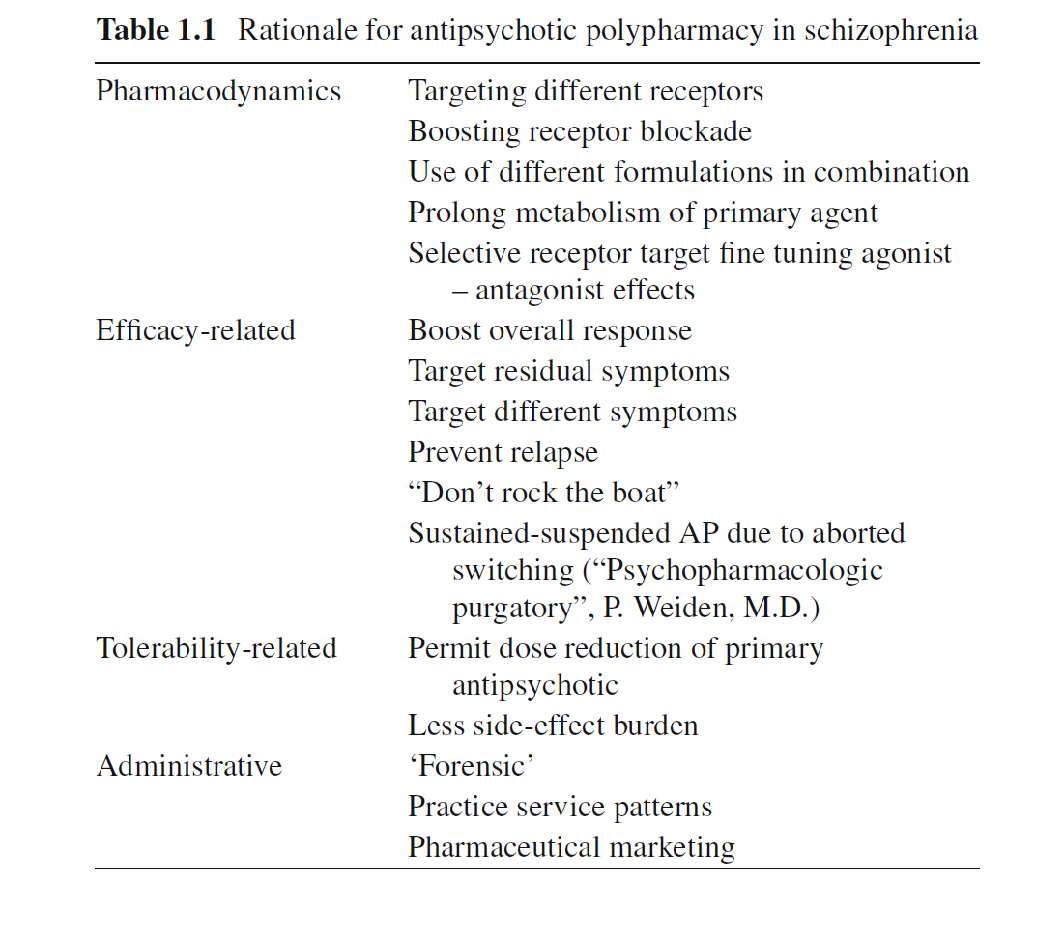 Table 1.1 Rationale for antipsychotic polypharmacy in schizophrenia
Pharmacodynamics Targeting different receptors
Boosting receptor blockade
Use of different formulations in combination
Prolong metabolism of primary agent
Selective receptor target fine tuning agonist
– antagonist effects
Efficacy-related Boost overall response
Target residual symptoms
Target different symptoms
Prevent relapse
“Don’t rock the boat”
Sustained-suspended AP due to aborted
switching (“Psychopharmacologic
purgatory”, P. Weiden, M.D.)
Tolerability-related Permit dose reduction of primary
antipsychotic
Less side-effect burden
Administrative ‘Forensic’
Practice service patterns
Pharmaceutical marketing